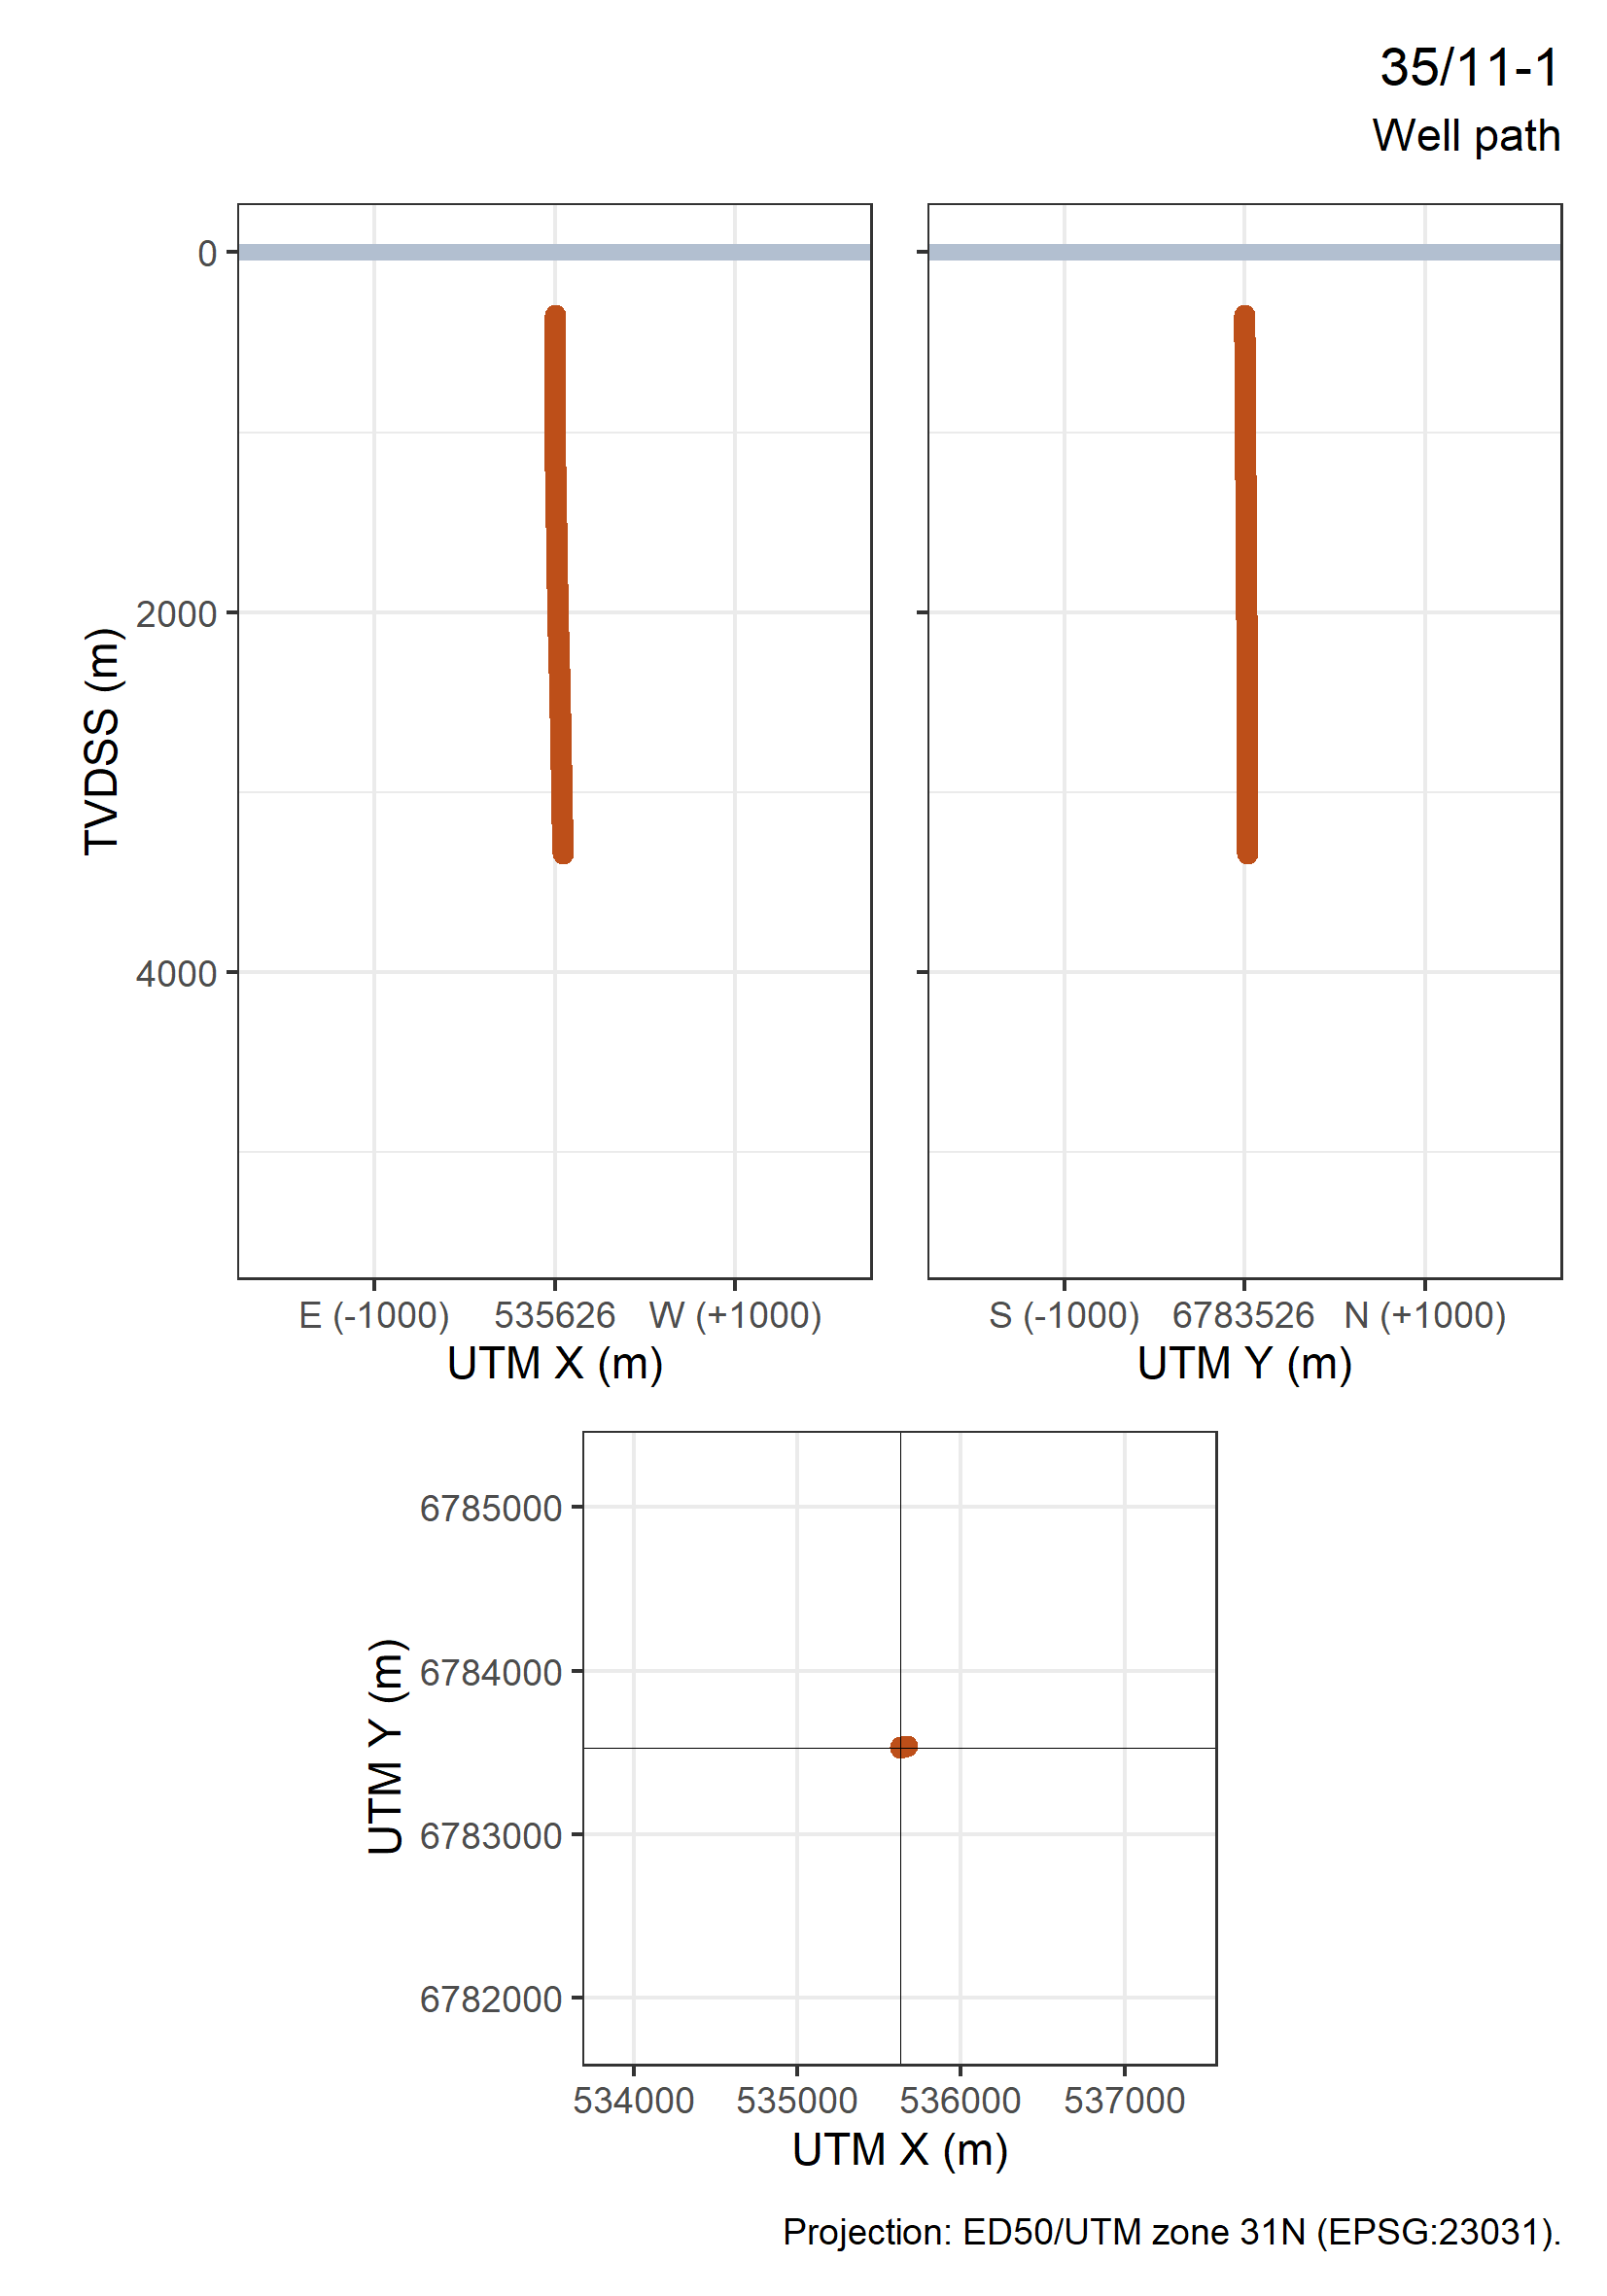 35/11-1
Well path
0
2000
4000
TVDSS (m)
E (-1000) 535626 W (+1000)
UTM X (m)
S (-1000) 6783526 N (+1000)
UTM Y (m)
6785000
6784000
6783000
6782000
UTM Y (m)
534000 535000 536000 537000
UTM X (m)
Projection: ED50/UTM zone 31N (EPSG:23031).